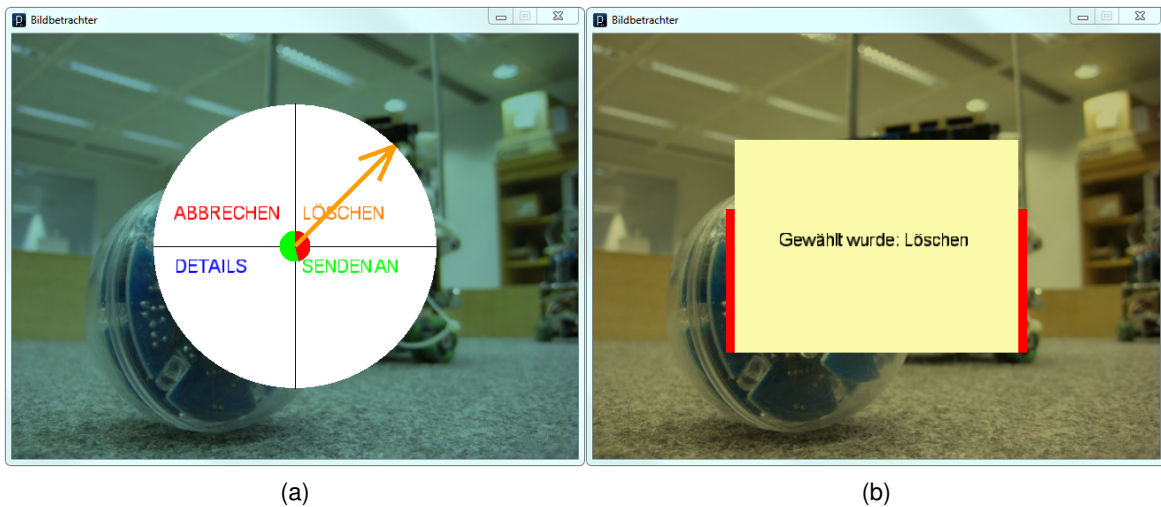 Bildbetrachter
ABBRECHEN
LÖSCHEN
DETAILS
SENDEN AN
(a)
Bildbetrachter
Gewählt wurde: Löschen
(b)